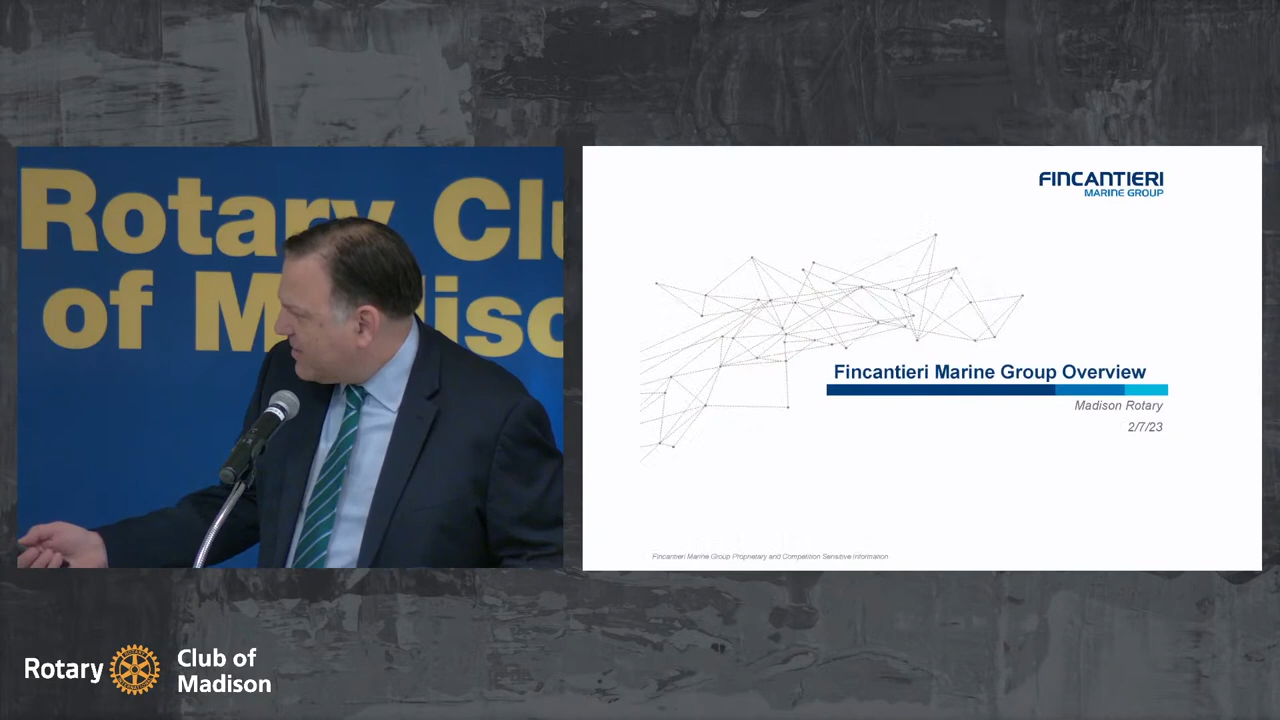 Rotary Clu
of Madiso
FINCANTIERI
MARINE GROUP
Fincantieri Marine Group Overview
Madison Rotary
2/7/23
Fincantieri Marine Group Proprietary and Competition Sensitive Information
Rotary
Club of
Madison